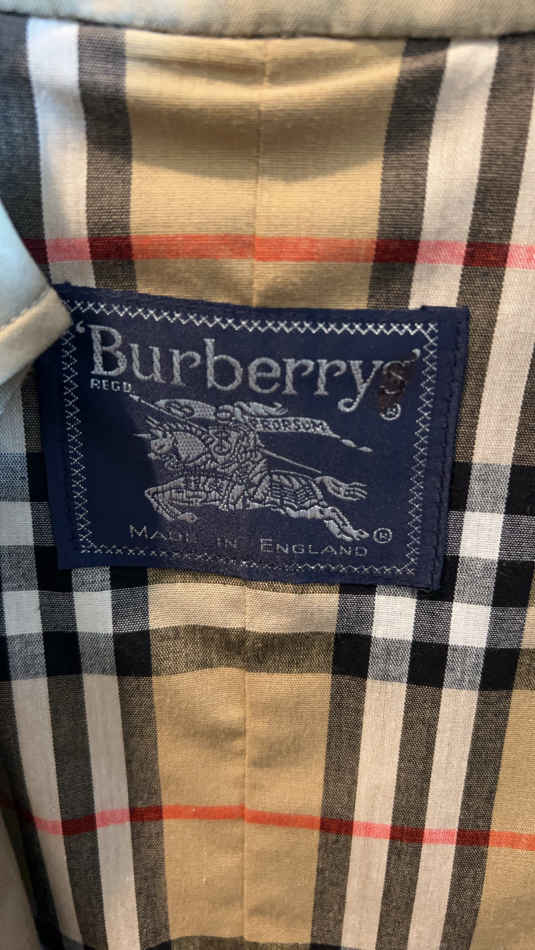 ‘Burberrys’
REGD
PRORSUM
®
MADE IN ENGLAND ®